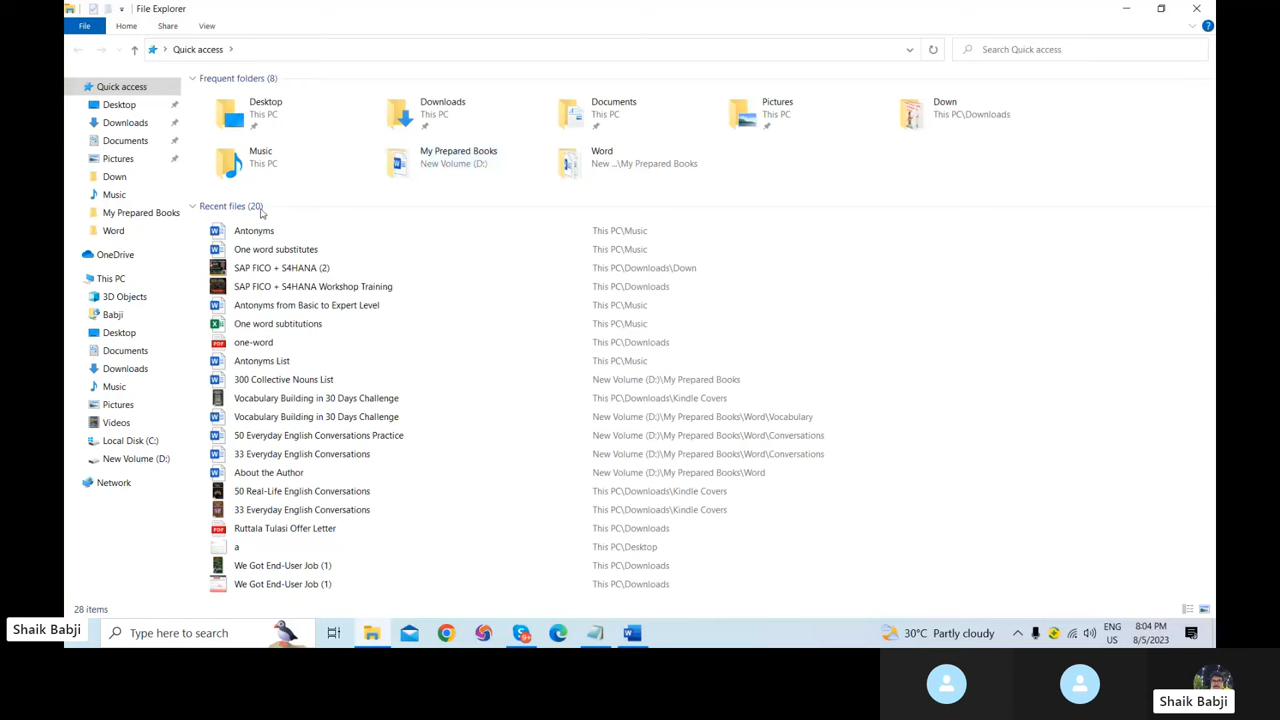 File Explorer
File Home Share View
Quick access
Search Quick access
Quick access
Desktop
Downloads
Documents
Pictures
Down
Music
My Prepared Books
Word
OneDrive
This PC
3D Objects
Babji
Desktop
Documents
Downloads
Music
Pictures
Videos
Local Disk (C:)
New Volume (D:)
Network
Frequent folders (8)
Desktop
This PC
Downloads
This PC
Documents
This PC
Pictures
This PC
Down
This PC\Downloads
Music
This PC
My Prepared Books
New Volume (D:)
Word
New ...\My Prepared Books
Recent files (20)
Antonyms This PC\Music
One word substitutes This PC\Music
SAP FICO + S4HANA (2) This PC\Downloads\Down
SAP FICO + S4HANA Workshop Training This PC\Downloads
Antonyms from Basic to Expert Level This PC\Music
One word subtitutions This PC\Music
one-word This PC\Downloads
Antonyms List This PC\Music
300 Collective Nouns List New Volume (D:)\My Prepared Books
Vocabulary Building in 30 Days Challenge This PC\Downloads\Kindle Covers
Vocabulary Building in 30 Days Challenge New Volume (D:)\My Prepared Books\Word\Vocabulary
50 Everyday English Conversations Practice New Volume (D:)\My Prepared Books\Word\Conversations
33 Everyday English Conversations New Volume (D:)\My Prepared Books\Word\Conversations
About the Author New Volume (D:)\My Prepared Books\Word
50 Real-Life English Conversations This PC\Downloads\Kindle Covers
33 Everyday English Conversations This PC\Downloads\Kindle Covers
Ruttala Tulasi Offer Letter This PC\Downloads
a This PC\Desktop
We Got End-User Job (1) This PC\Downloads
We Got End-User Job (1) This PC\Downloads
28 items
Shaik Babji
Type here to search
30°C Partly cloudy
ENG
US
8:04 PM
8/5/2023
Shaik Babji